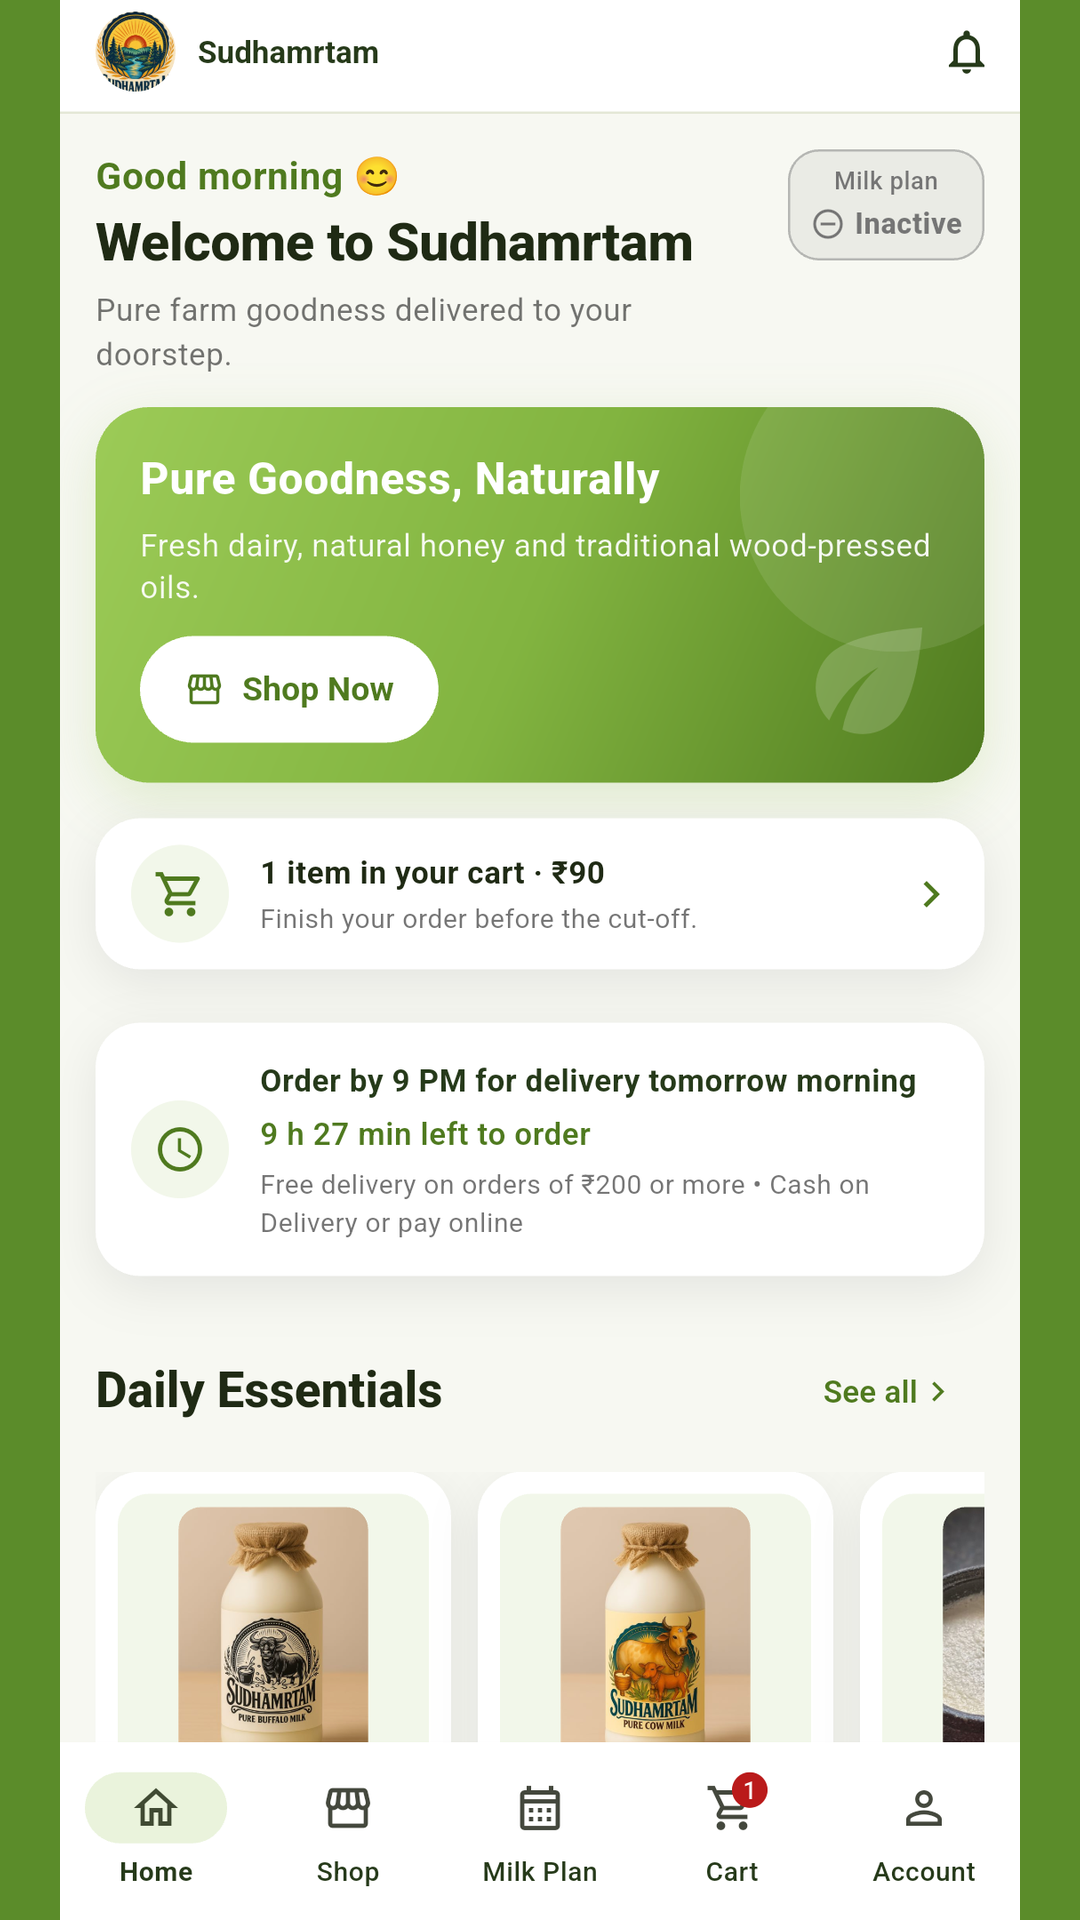 Sudhamrtam
Good morning 😊
Milk plan
Inactive
Welcome to Sudhamrtam
Pure farm goodness delivered to your
doorstep.
Pure Goodness, Naturally
Fresh dairy, natural honey and traditional wood-pressed
oils.
Shop Now
1 item in your cart · ₹90
Finish your order before the cut-off.
Order by 9 PM for delivery tomorrow morning
9 h 27 min left to order
Free delivery on orders of ₹200 or more • Cash on
Delivery or pay online
Daily Essentials
See all
SUDHAMRTAM
PURE BUFFALO MILK
SUDHAMRTAM
PURE COW MILK
1
Home
Shop
Milk Plan
Cart
Account